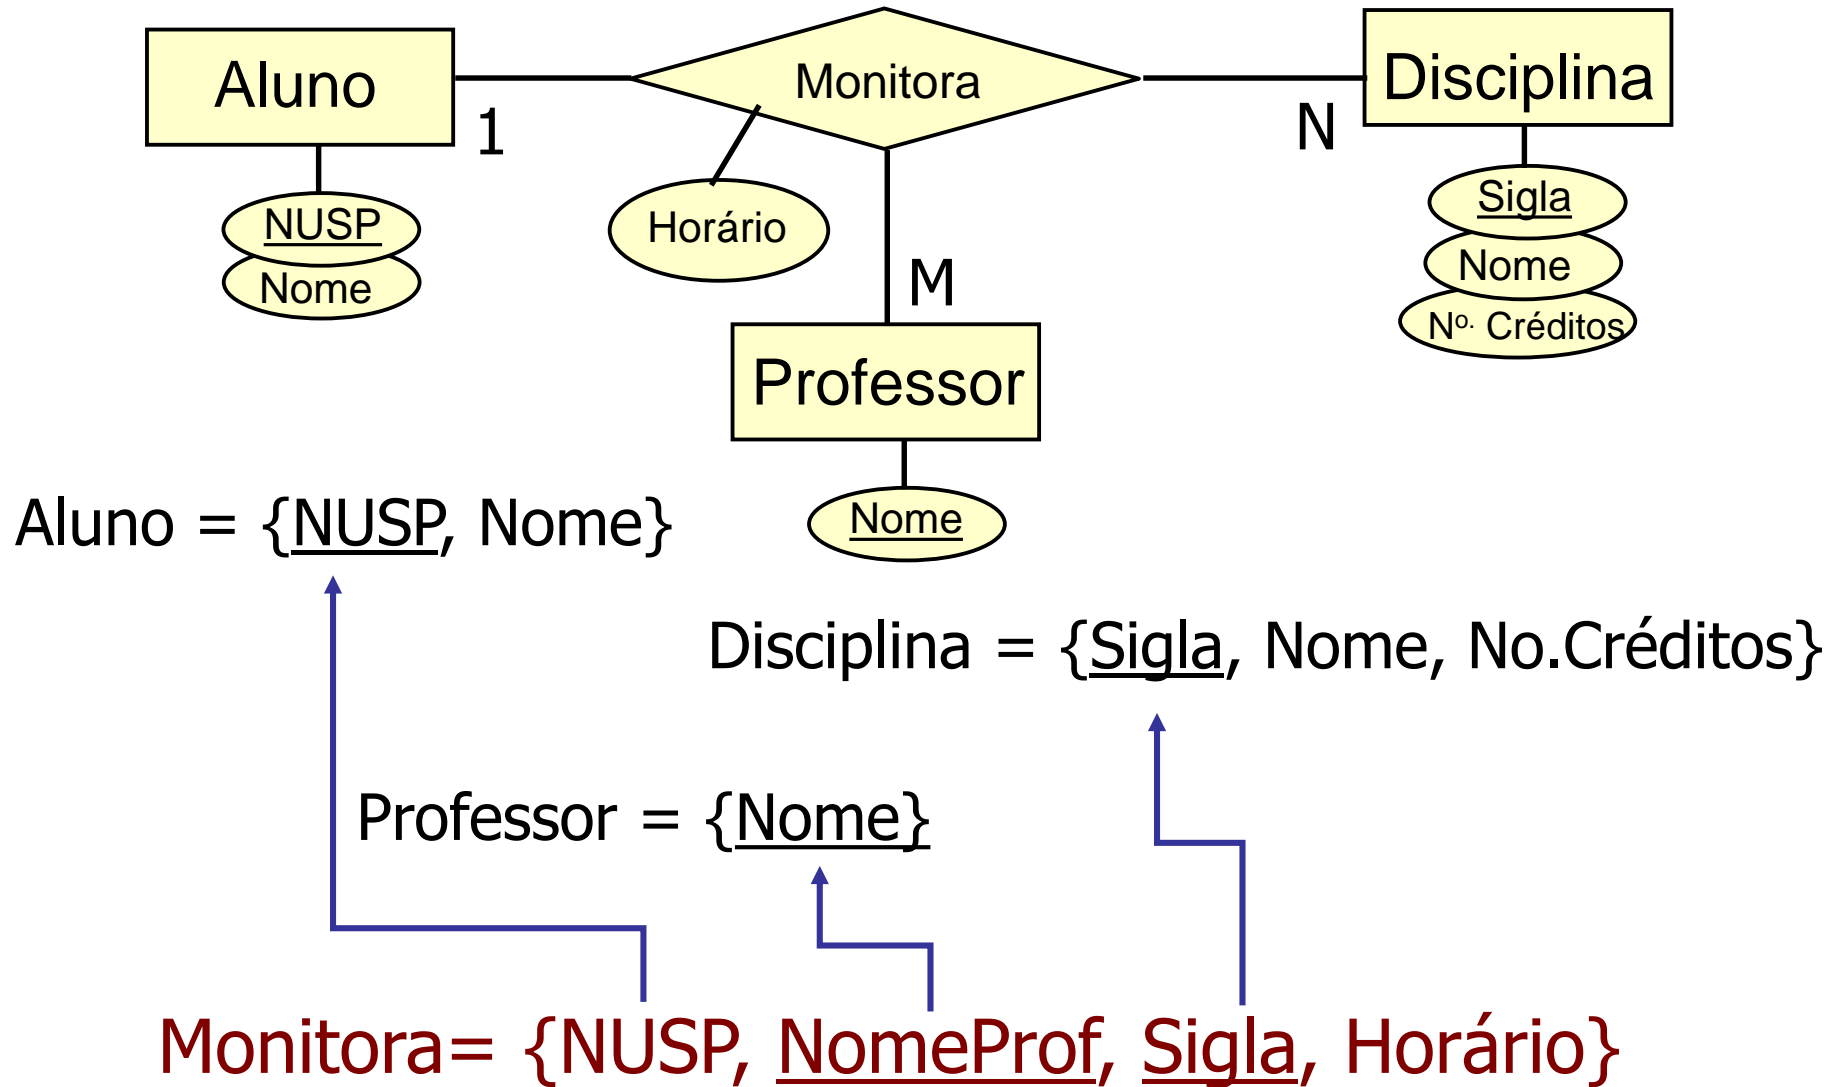 Aluno
Monitora
Disciplina
1
N
NUSP
Nome
Horário
Sigla
Nome
Nº. Créditos
M
Professor
Nome
Aluno = {NUSP, Nome}
Disciplina = {Sigla, Nome, No.Créditos}
Professor = {Nome}
Monitora= {NUSP, NomeProf, Sigla, Horário}